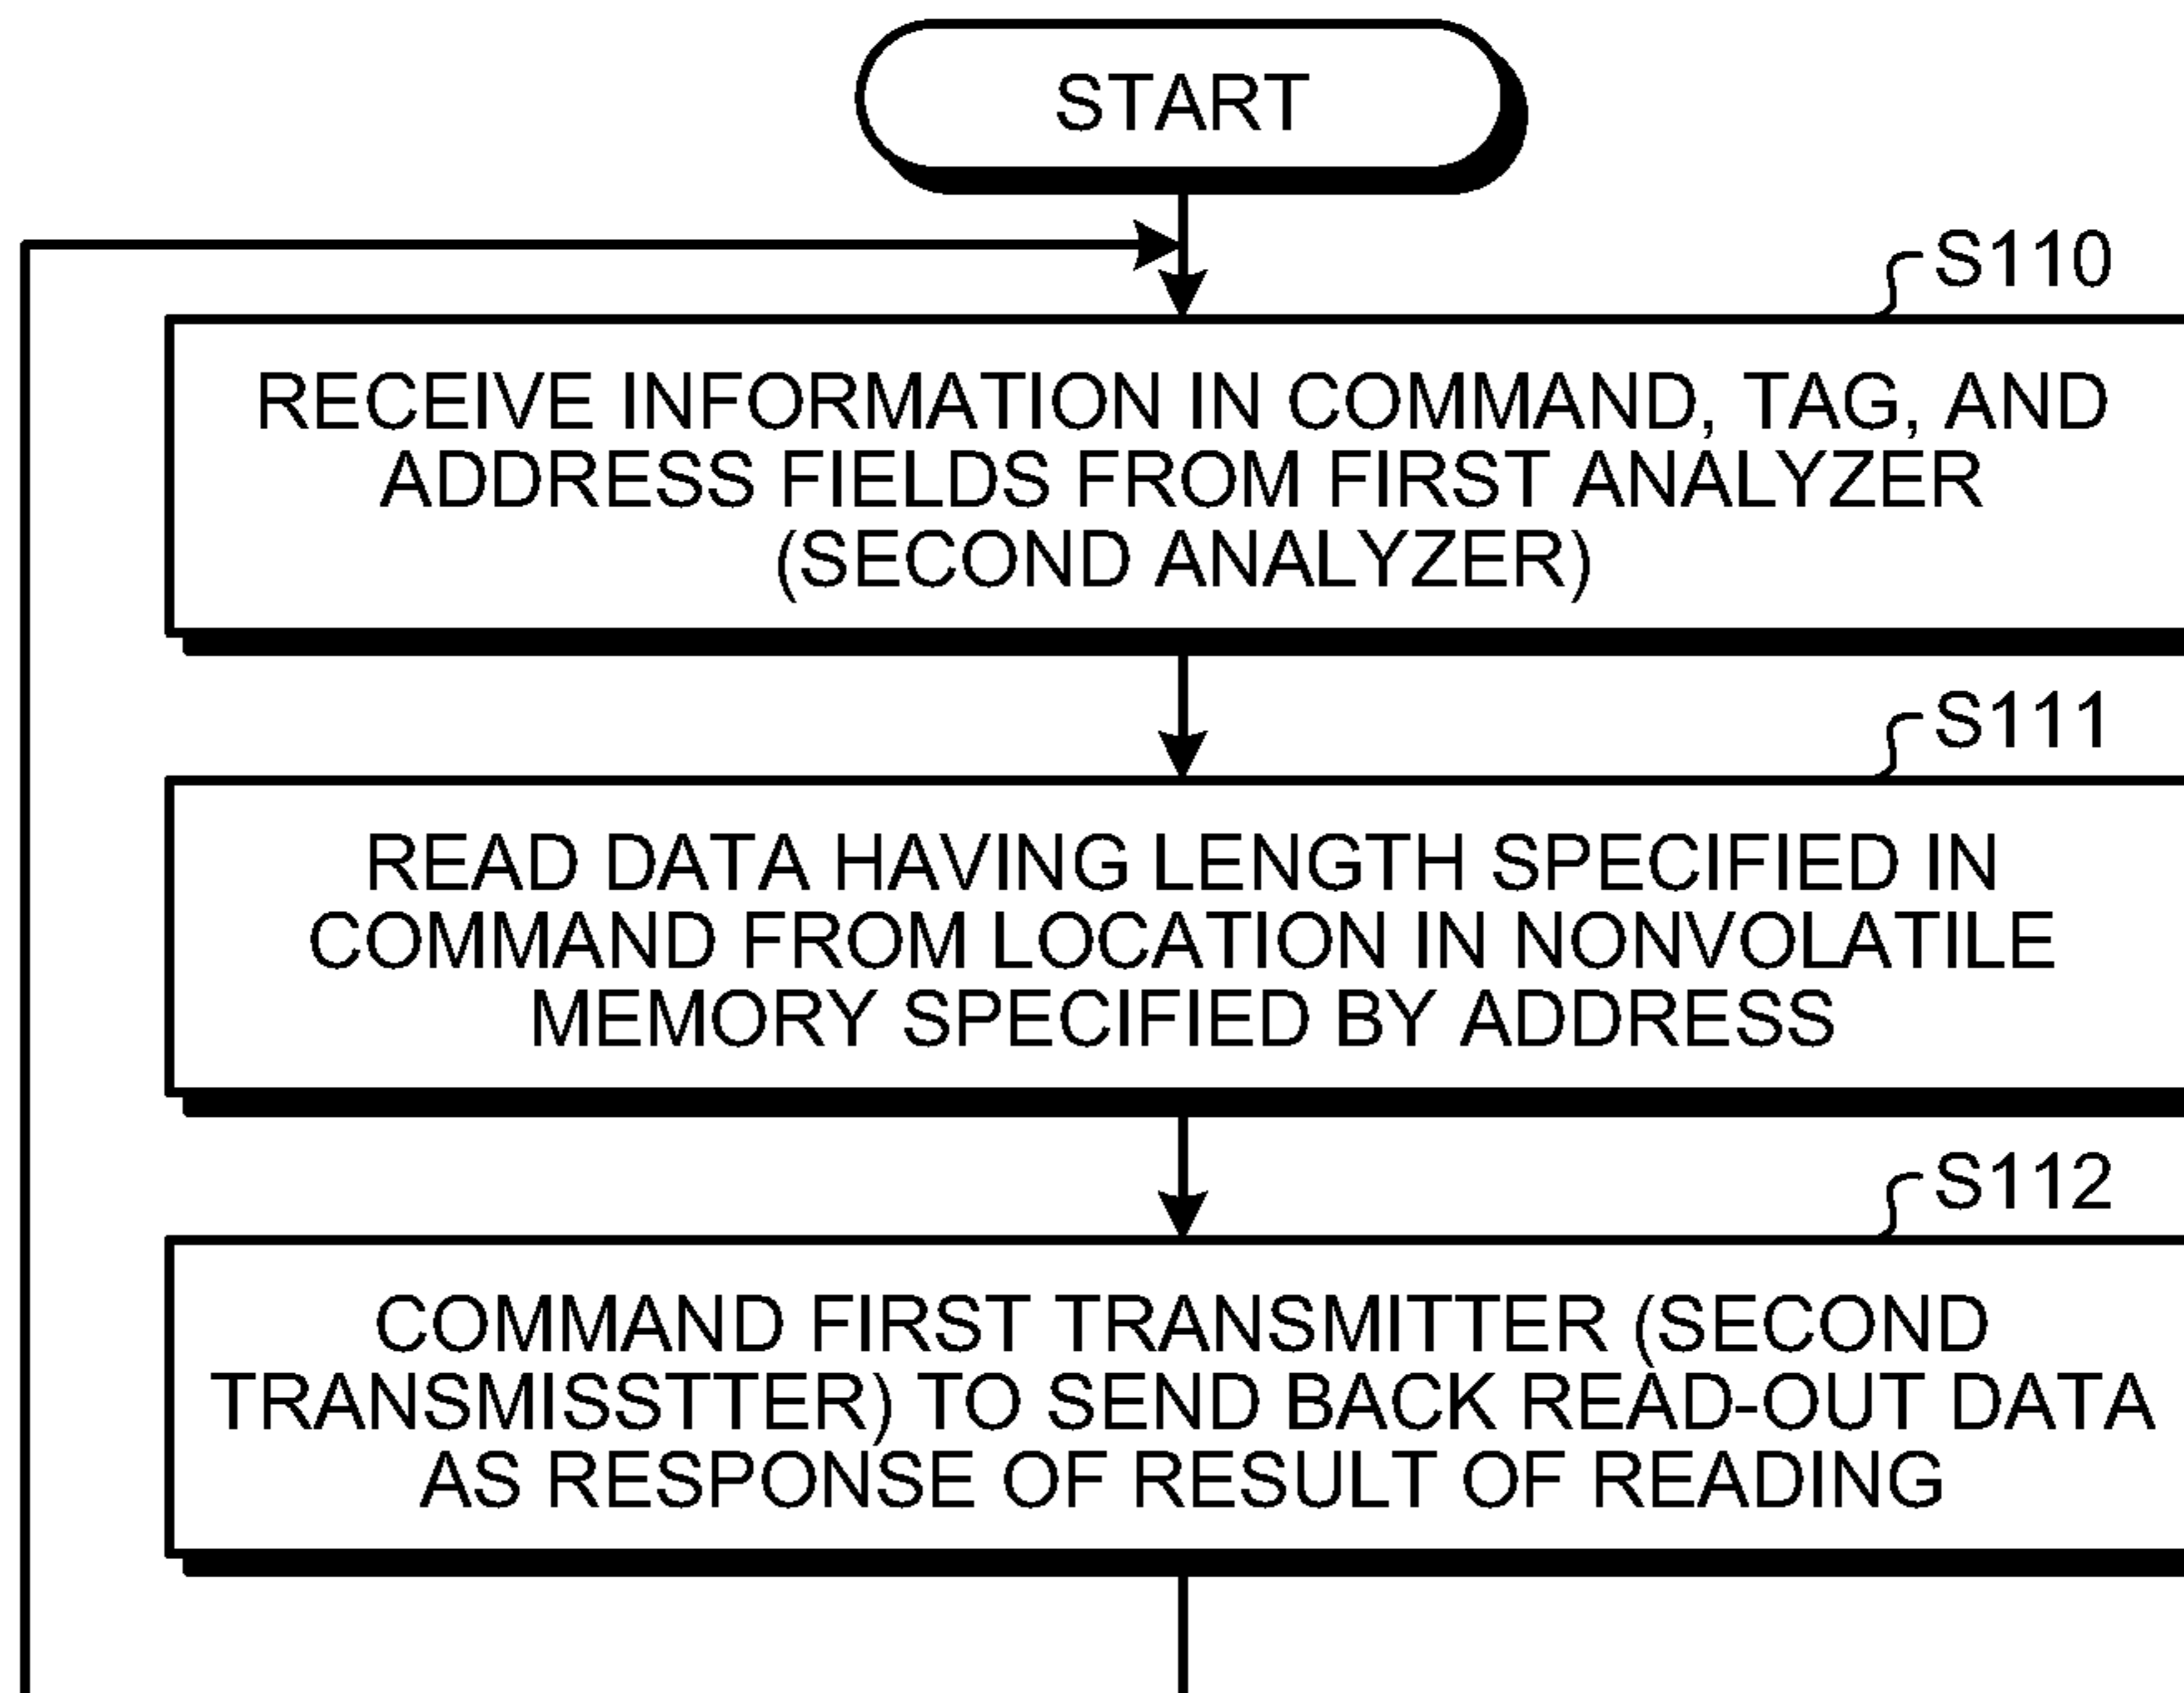 START
S110
RECEIVE INFORMATION IN COMMAND, TAG, AND
ADDRESS FIELDS FROM FIRST ANALYZER
(SECOND ANALYZER)
S111
READ DATA HAVING LENGTH SPECIFIED IN
COMMAND FROM LOCATION IN NONVOLATILE
MEMORY SPECIFIED BY ADDRESS
S112
COMMAND FIRST TRANSMITTER (SECOND
TRANSMISSTTER) TO SEND BACK READ-OUT DATA
AS RESPONSE OF RESULT OF READING